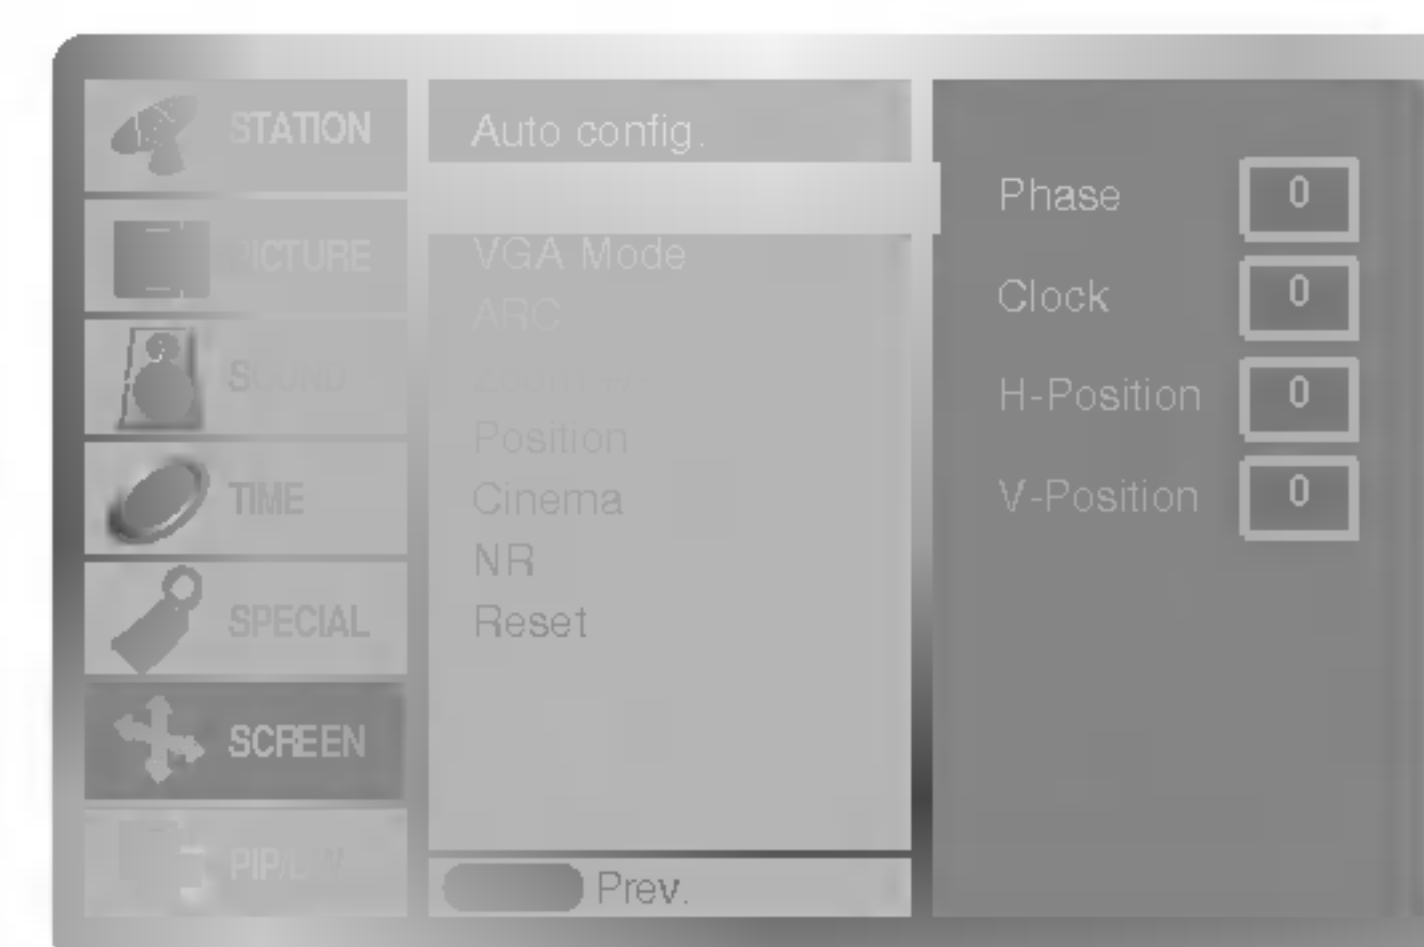 STATION
PICTURE
SOUND
TIME
SPECIAL
SCREEN
Auto config.
VGA Mode
ARC
Position
Cinema
NR
Reset
Prev.
Phase 0
Clock 0
H-Position 0
V-Position 0